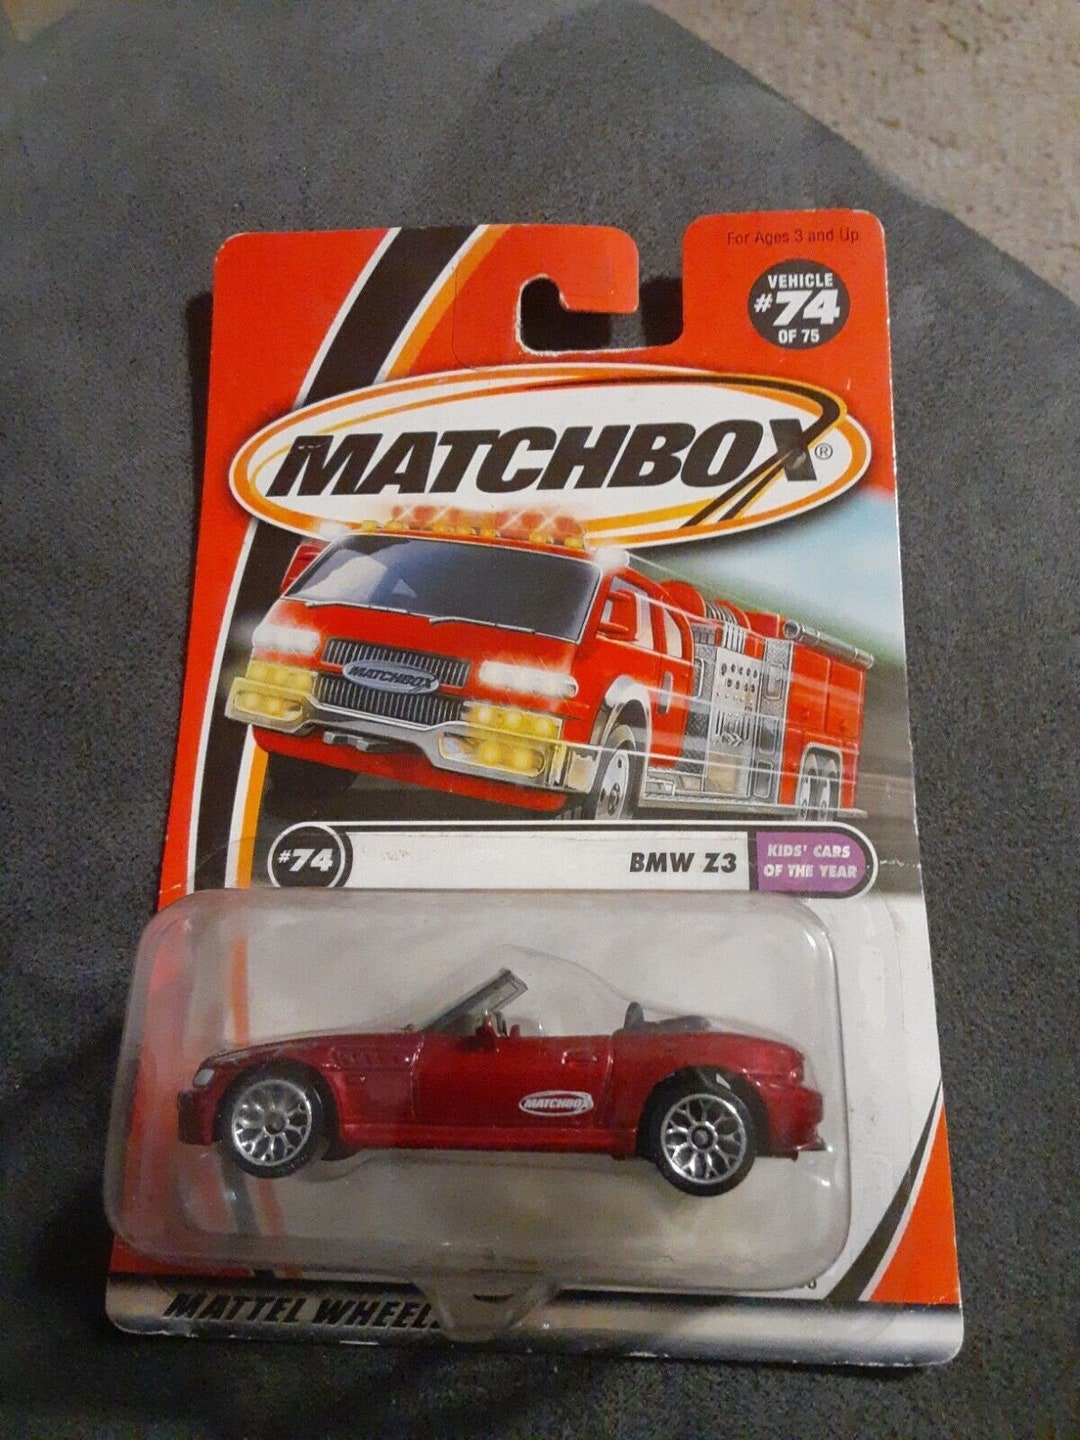 For Ages 3 and Up
VEHICLE
#74
OF 75
MATCHBOX®
MATCHBOX
#74
BMW Z3
KIDS' CARS
OF THE YEAR
MATCHBOX
MATTEL WHEEL